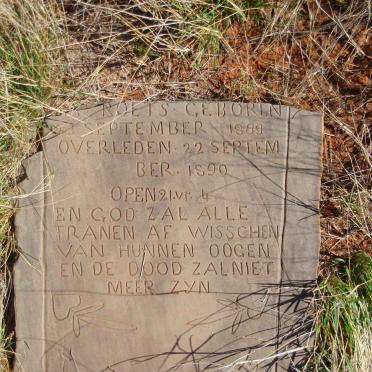 ROETS GEBOREN
SEPTEMBER 1889
OVERLEDEN 22 SEPTEM
BER 1890
OPEN 21 VR 4
EN GOD ZAL ALLE
TRANEN AF WISSCHEN
VAN HUNNEN OOGEN
EN DE DOOD ZAL NIET
MEER ZYN